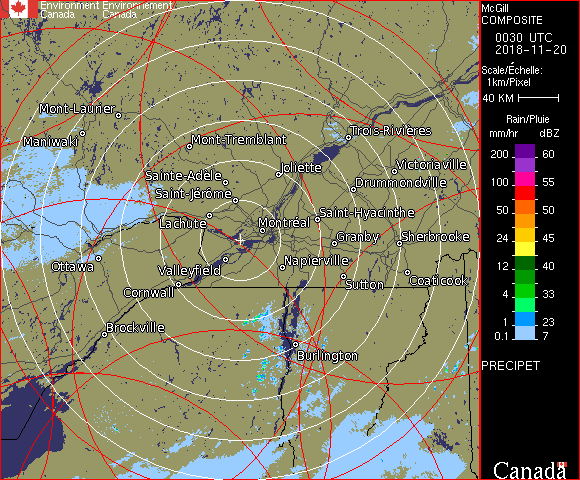 Environment Environnement
Canada Canada
McGill
COMPOSITE
0030 UTC
2018-11-20
Scale/Échelle:
1km/Pixel
40 KM
Rain/Pluie
mm/hr dBZ
200 60
100 55
50 50
24 45
12 40
4 33
1 23
0.1 7
PRECIPET
Canada
Mont-Laurier
Maniwaki
Mont-Tremblant
Trois-Rivières
Sainte-Adèle
Joliette
Victoriaville
Saint-Jérôme
Drummondville
Lachute
Montréal
Saint-Hyacinthe
Granby
Sherbrooke
Ottawa
Valleyfield
Napierville
Cornwall
Sutton
Coaticook
Brockville
Burlington